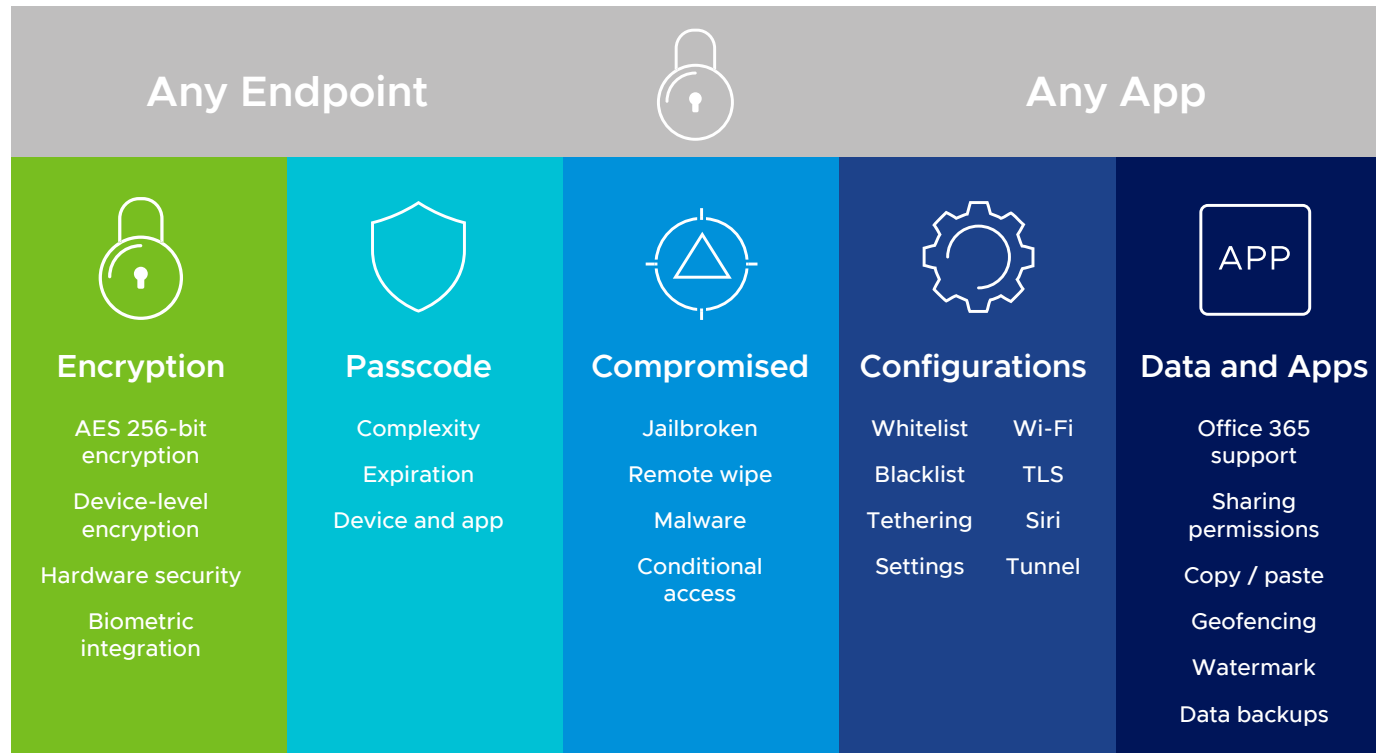 Any Endpoint
Any App
APP
Encryption
AES 256-bit
encryption
Device-level
encryption
Hardware security
Biometric
integration
Passcode
Complexity
Expiration
Device and app
Compromised
Jailbroken
Remote wipe
Malware
Conditional
access
Configurations
Whitelist
Blacklist
Tethering
Settings
Wi-Fi
TLS
Siri
Tunnel
Data and Apps
Office 365
support
Sharing
permissions
Copy / paste
Geofencing
Watermark
Data backups